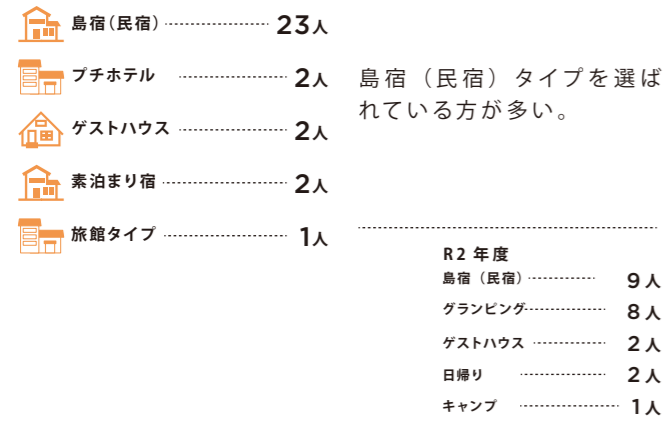 島宿(民宿) 23人
プチホテル 2人
ゲストハウス 2人
素泊まり宿 2人
旅館タイプ 1人
島宿（民宿）タイプを選ば
れている方が多い。
R2 年度
島宿（民宿） 9人
グランピング 8人
ゲストハウス 2人
日帰り 2人
キャンプ 1人